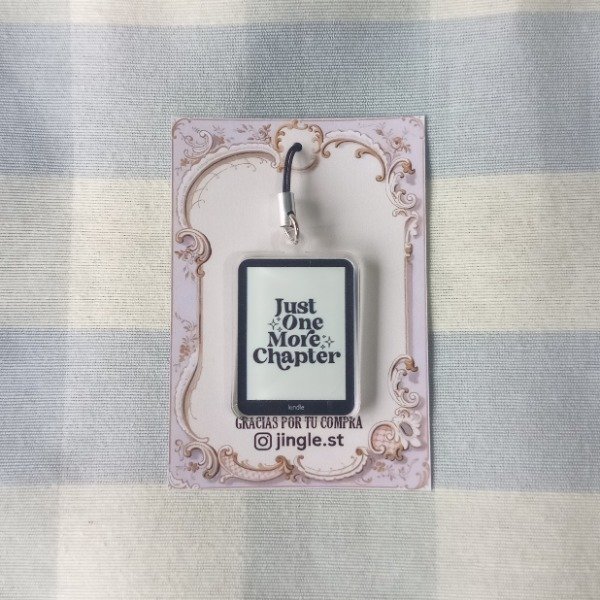 Just
One
More
Chapter
kindle
GRACIAS POR TU COMPRA
jingle.st